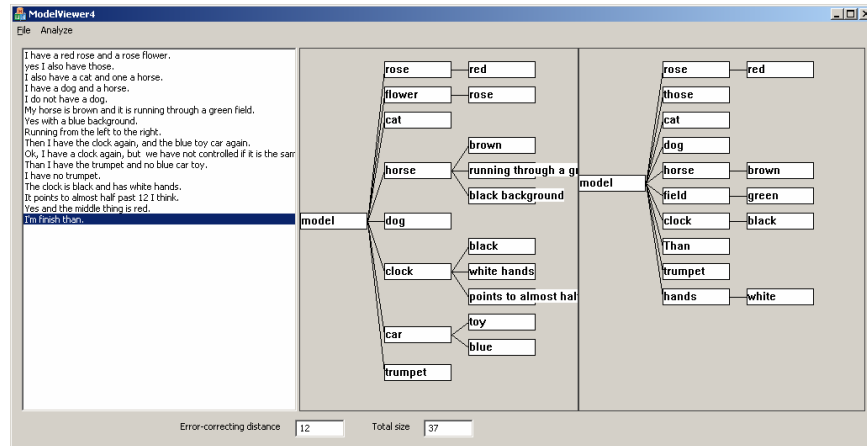 ModelViewer4
File Analyze
I have a red rose and a rose flower.
yes I also have those.
I also have a cat and one a horse.
I have a dog and a horse.
I do not have a dog.
My horse is brown and it is running through a green field.
Yes with a blue background.
Running from the left to the right.
Then I have the clock again, and the blue toy car again.
Ok, I have a clock again, but we have not controlled if it is the sam
Than I have the trumpet and no blue car toy.
I have no trumpet.
The clock is black and has white hands.
It points to almost half past 12 I think.
Yes and the middle thing is red.
I'm finish than.
model
rose
red
flower
rose
cat
horse
brown
running through a gr
black background
dog
clock
black
white hands
points to almost half
car
toy
blue
trumpet
model
rose
red
those
cat
dog
horse
brown
field
green
clock
black
Than
trumpet
hands
white
Error-correcting distance 12 Total size 37